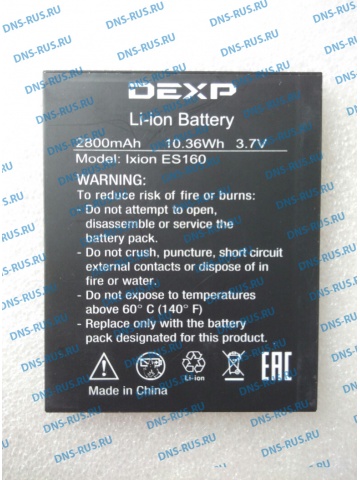 DEXP
Li-ion Battery
2800mAh 10.36Wh 3.7V
Model: Ixion ES160
WARNING:
To reduce risk of fire or burns:
- Do not attempt to open,
disassemble or service the
battery pack.
- Do not crush, puncture, short circuit
external contacts or dispose of in
fire or water.
- Do not expose to temperatures
above 60° C (140° F)
- Replace only with the battery
pack designated for this product.
Li-ion
EAC
Made in China
DNS-RUS.RU